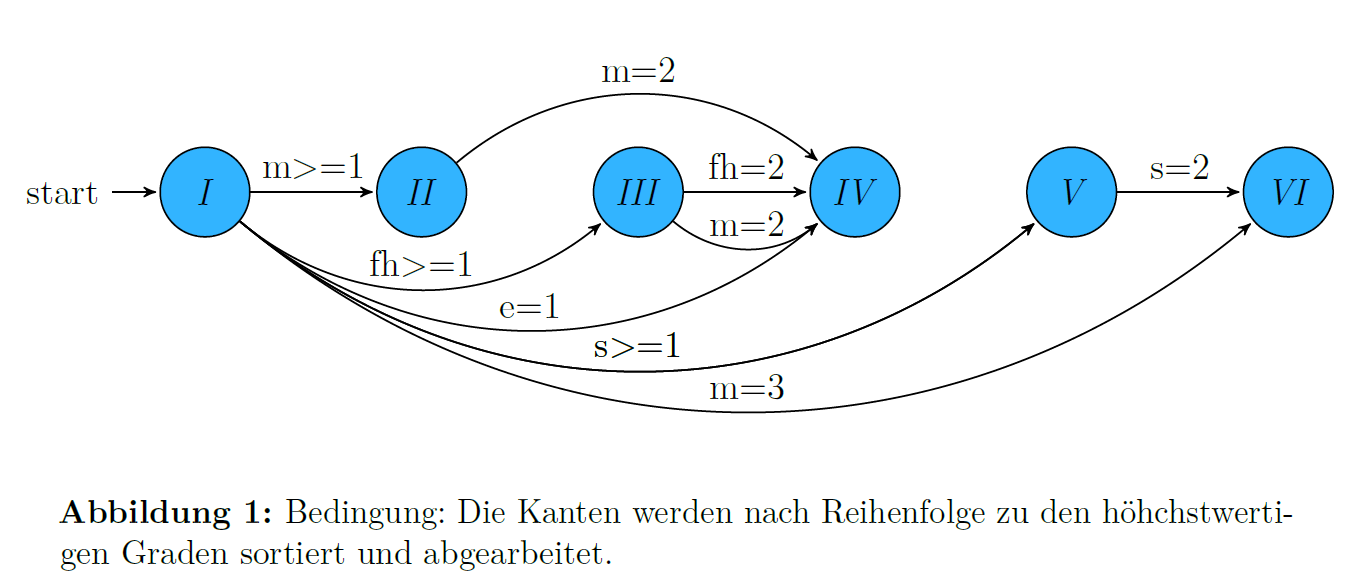 m=2
start
I
m>=1
II
III
fh=2
m=2
IV
V
s=2
VI
fh>=1
e=1
s>=1
m=3
Abbildung 1: Bedingung: Die Kanten werden nach Reihenfolge zu den höhchstwerti-
gen Graden sortiert und abgearbeitet.